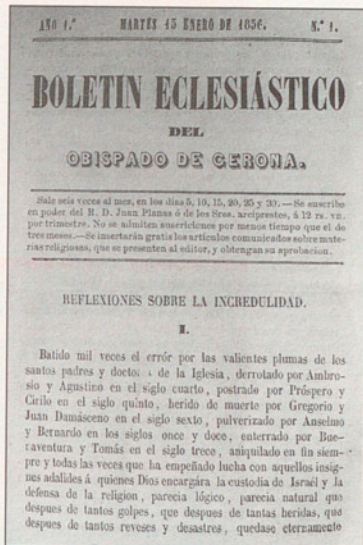 AÑO 1.º MARTES 15 ENERO DE 1856. N.º 1.
BOLETIN ECLESIÁSTICO
DEL
OBISPADO DE GERONA.
Sale seis veces al mes, en los dias 5, 10, 15, 20, 25 y 30.—Se suscribe
en poder del R. D. Juan Planas ó de los Sres. arciprestes, á 12 rs. vn.
por trimestre. No se admiten suscriciones por menos tiempo que el de
tres meses.—Se insertarán gratis los artículos comunicados sobre mate-
rias religiosas, que se presenten al editor, y obtengan su aprobacion.
REFLEXIONES SOBRE LA INCREDULIDAD.
I.
Batido mil veces el errór por las valientes plumas de los
santos padres y doctos de la Iglesia, derrotado por Ambro-
sio y Agustino en el siglo cuarto, postrado por Próspero y
Cirilo en el siglo quinto, herido de muerte por Gregorio y
Juan Damásceno en el siglo sexto, pulverizado por Anselmo
y Bernardo en los siglos once y doce, enterrado por Bue-
naventura y Tomás en el siglo trece, aniquilado en fin siem-
pre y todas las veces que ha empeñado lucha con aquellos insig-
nes adalides á quienes Dios encargára la custodia de Israél y la
defensa de la religion, parecia lógico, parecia natural que
despues de tantos golpes, que despues de tantas heridas, que
despues de tantos reveses y desastres, quedase eternamente